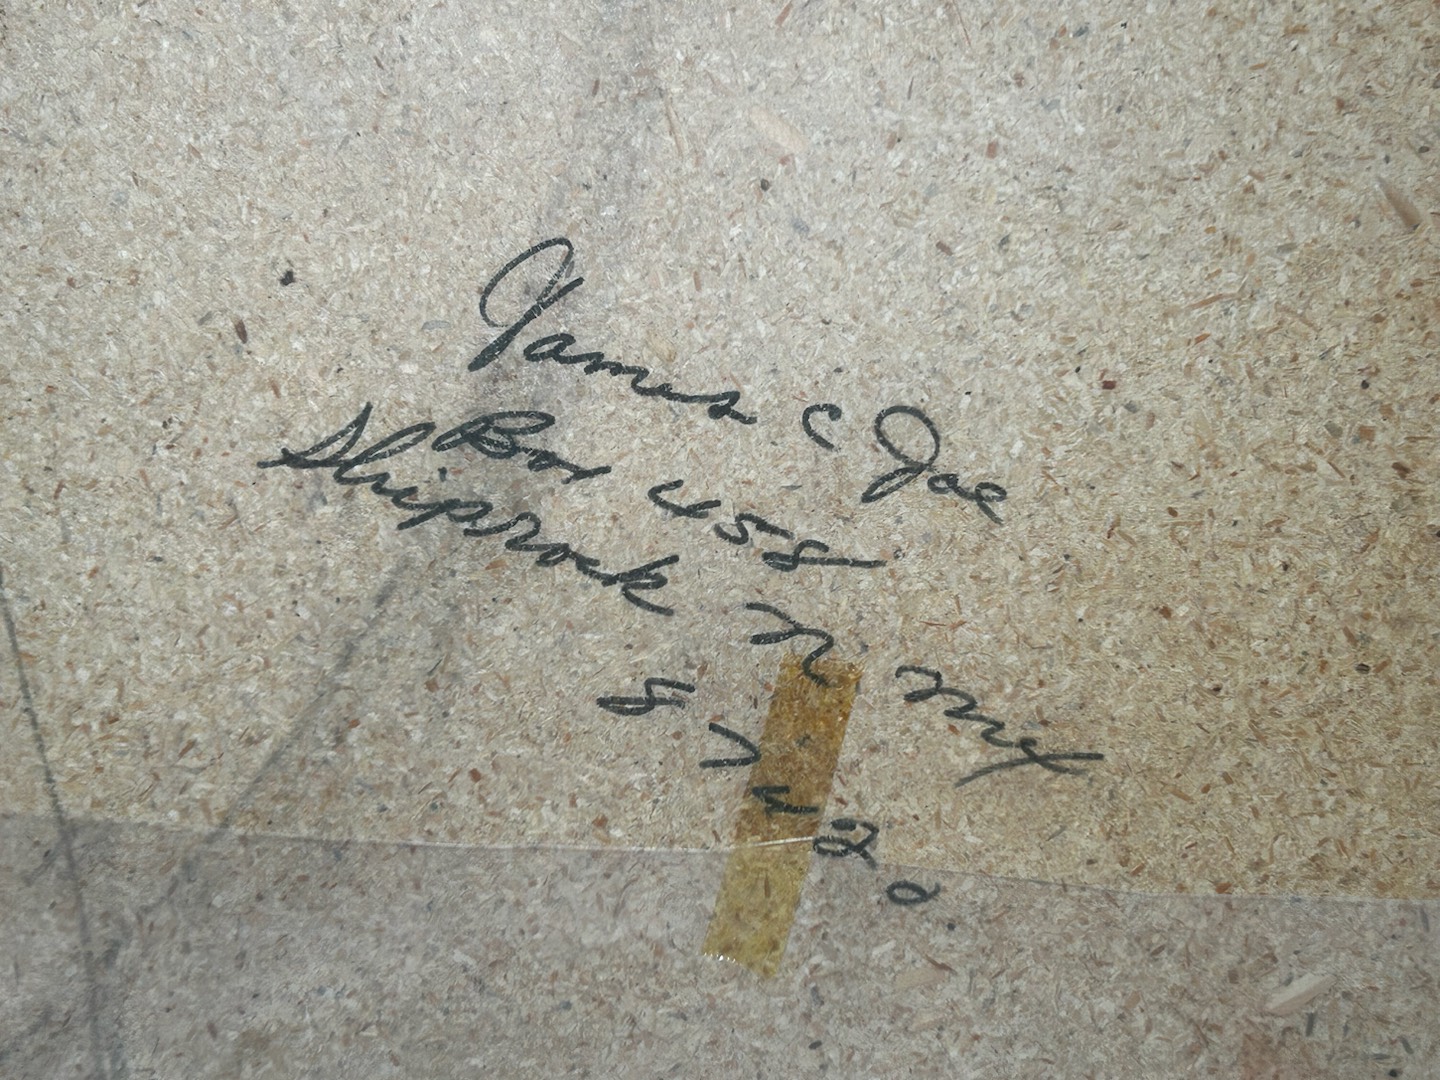 James C Joe
Box 458
Shiprock N Mex
87420